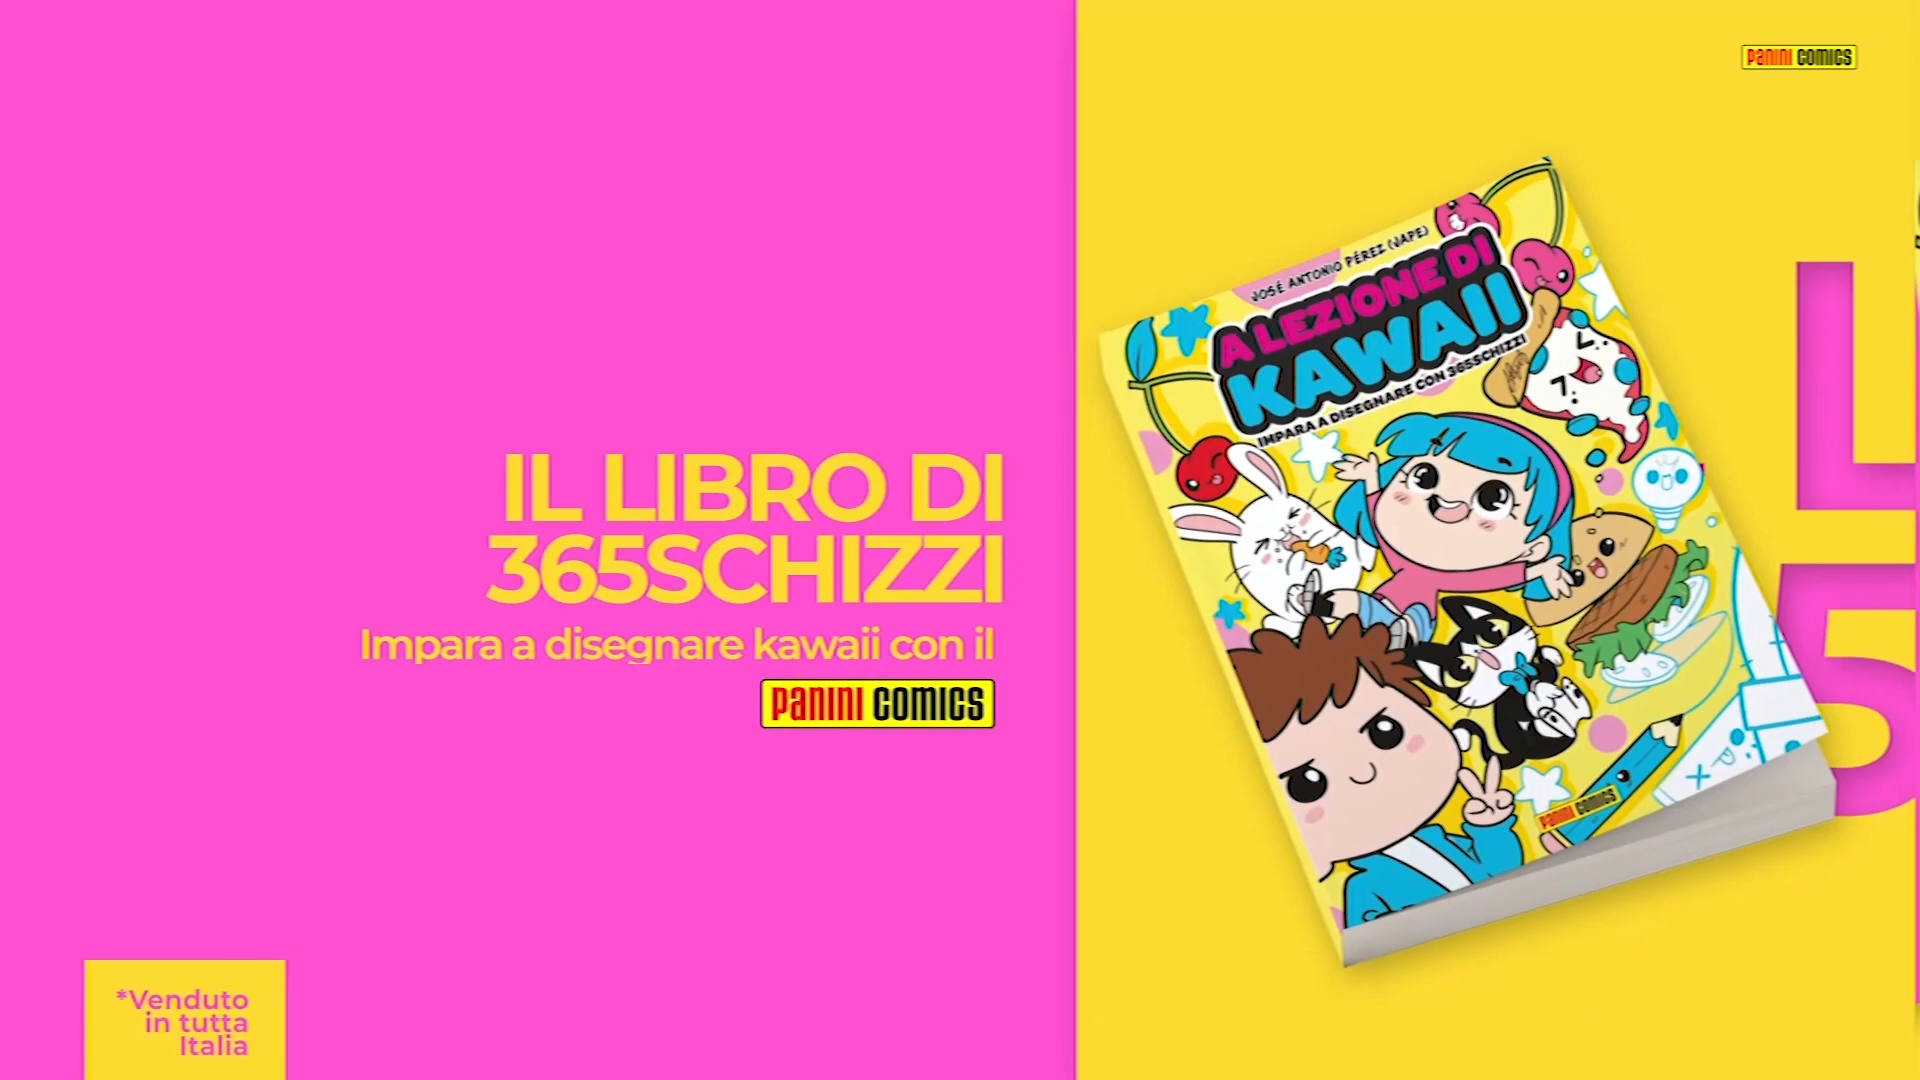 IL LIBRO DI
365SCHIZZI
Impara a disegnare kawaii con il
PANINI COMICS
*Venduto
in tutta
Italia
PANINI COMICS
JOSÉ ANTONIO PÉREZ (JAPE)
A LEZIONE DI
KAWAII
IMPARA A DISEGNARE CON 365SCHIZZI
PANINI COMICS
L
5